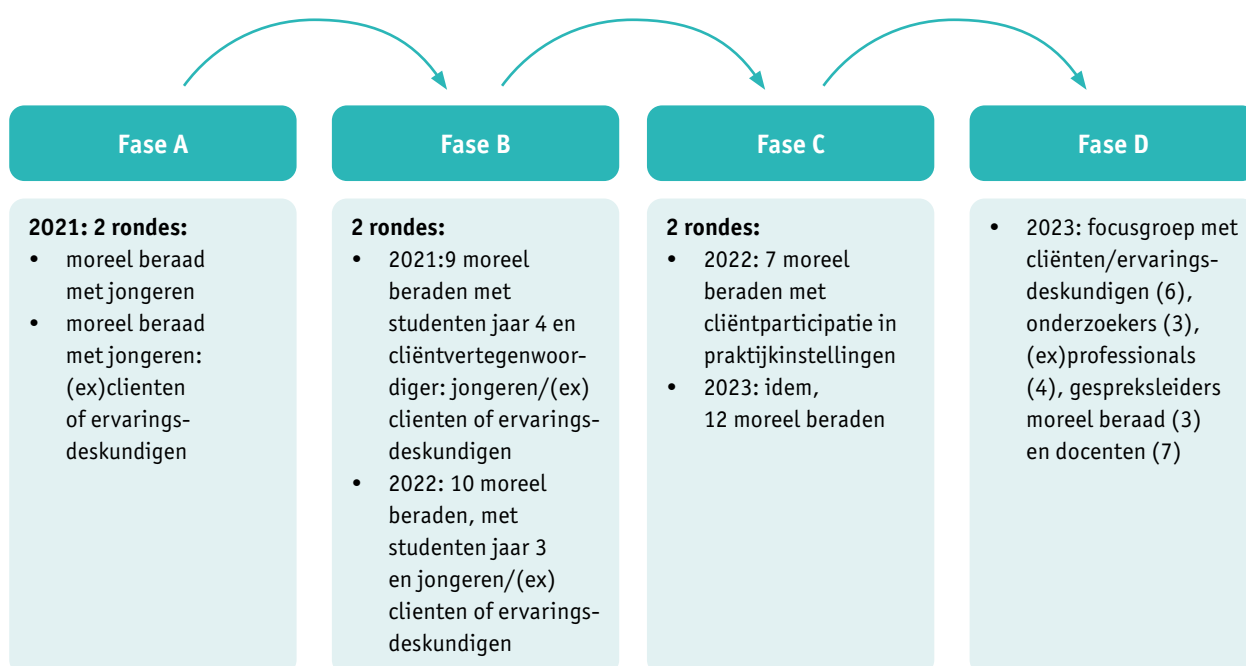 Fase A
2021: 2 rondes:
• moreel beraad
met jongeren
• moreel beraad
met jongeren:
(ex)clienten
of ervarings-
deskundigen
Fase B
2 rondes:
• 2021:9 moreel
beraden met
studenten jaar 4 en
cliëntvertegenwoor-
diger: jongeren/(ex)
clienten of ervarings-
deskundigen
• 2022: 10 moreel
beraden, met
studenten jaar 3
en jongeren/(ex)
clienten of ervarings-
deskundigen
Fase C
2 rondes:
• 2022: 7 moreel
beraden met
cliëntparticipatie in
praktijkinstellingen
• 2023: idem,
12 moreel beraden
Fase D
• 2023: focusgroep met
cliënten/ervarings-
deskundigen (6),
onderzoekers (3),
(ex)professionals
(4), gespreksleiders
moreel beraad (3)
en docenten (7)